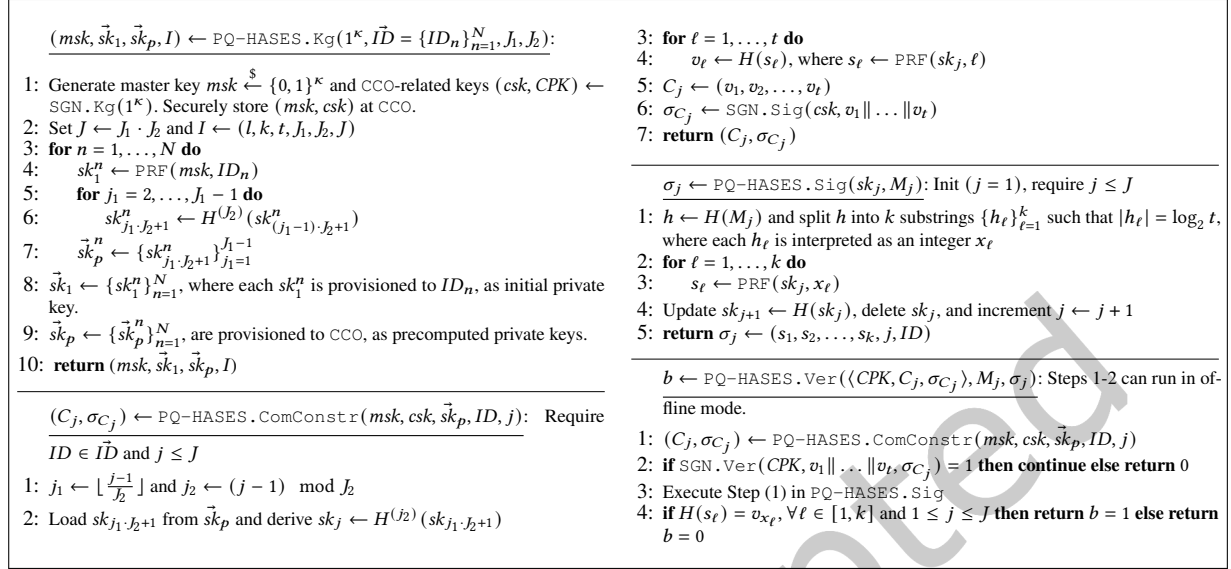 (msk, \vec{sk}_1, \vec{sk}_p, I) ← PQ-HASES.Kg(1^κ, \vec{ID} = {ID_n}_{n=1}^N, J_1, J_2):
1: Generate master key msk \xleftarrow{$} {0, 1}^κ and CCO-related keys (csk, CPK) ←
SGN.Kg(1^κ). Securely store (msk, csk) at CCO.
2: Set J ← J_1 · J_2 and I ← (l, k, t, J_1, J_2, J)
3: for n = 1, . . . , N do
4: sk_1^n ← PRF(msk, ID_n)
5: for j_1 = 2, . . . , J_1 − 1 do
6: sk_{j_1·J_2+1}^n ← H^{(J_2)}(sk_{(j_1−1)·J_2+1}^n)
7: \vec{sk}_p^n ← {sk_{j_1·J_2+1}^n}_{j_1=1}^{J_1−1}
8: \vec{sk}_1 ← {sk_1^n}_{n=1}^N, where each sk_1^n is provisioned to ID_n, as initial private
key.
9: \vec{sk}_p ← {\vec{sk}_p^n}_{n=1}^N, are provisioned to CCO, as precomputed private keys.
10: return (msk, \vec{sk}_1, \vec{sk}_p, I)
(C_j, σ_{C_j}) ← PQ-HASES.ComConstr(msk, csk, \vec{sk}_p, ID, j): Require
ID ∈ \vec{ID} and j ≤ J
1: j_1 ← ⌊\frac{j−1}{J_2}⌋ and j_2 ← (j − 1) mod J_2
2: Load sk_{j_1·J_2+1} from \vec{sk}_p and derive sk_j ← H^{(j_2)}(sk_{j_1·J_2+1})
3: for ℓ = 1, . . . , t do
4: v_ℓ ← H(s_ℓ), where s_ℓ ← PRF(sk_j, ℓ)
5: C_j ← (v_1, v_2, . . . , v_t)
6: σ_{C_j} ← SGN.Sig(csk, v_1‖ . . . ‖v_t)
7: return (C_j, σ_{C_j})
σ_j ← PQ-HASES.Sig(sk_j, M_j): Init (j = 1), require j ≤ J
1: h ← H(M_j) and split h into k substrings {h_ℓ}_{ℓ=1}^k such that |h_ℓ| = log_2 t,
where each h_ℓ is interpreted as an integer x_ℓ
2: for ℓ = 1, . . . , k do
3: s_ℓ ← PRF(sk_j, x_ℓ)
4: Update sk_{j+1} ← H(sk_j), delete sk_j, and increment j ← j + 1
5: return σ_j ← (s_1, s_2, . . . , s_k, j, ID)
b ← PQ-HASES.Ver(⟨CPK, C_j, σ_{C_j}⟩, M_j, σ_j): Steps 1-2 can run in of-
fline mode.
1: (C_j, σ_{C_j}) ← PQ-HASES.ComConstr(msk, csk, \vec{sk}_p, ID, j)
2: if SGN.Ver(CPK, v_1‖ . . . ‖v_t, σ_{C_j}) = 1 then continue else return 0
3: Execute Step (1) in PQ-HASES.Sig
4: if H(s_ℓ) = v_{x_ℓ}, ∀ℓ ∈ [1, k] and 1 ≤ j ≤ J then return b = 1 else return
b = 0